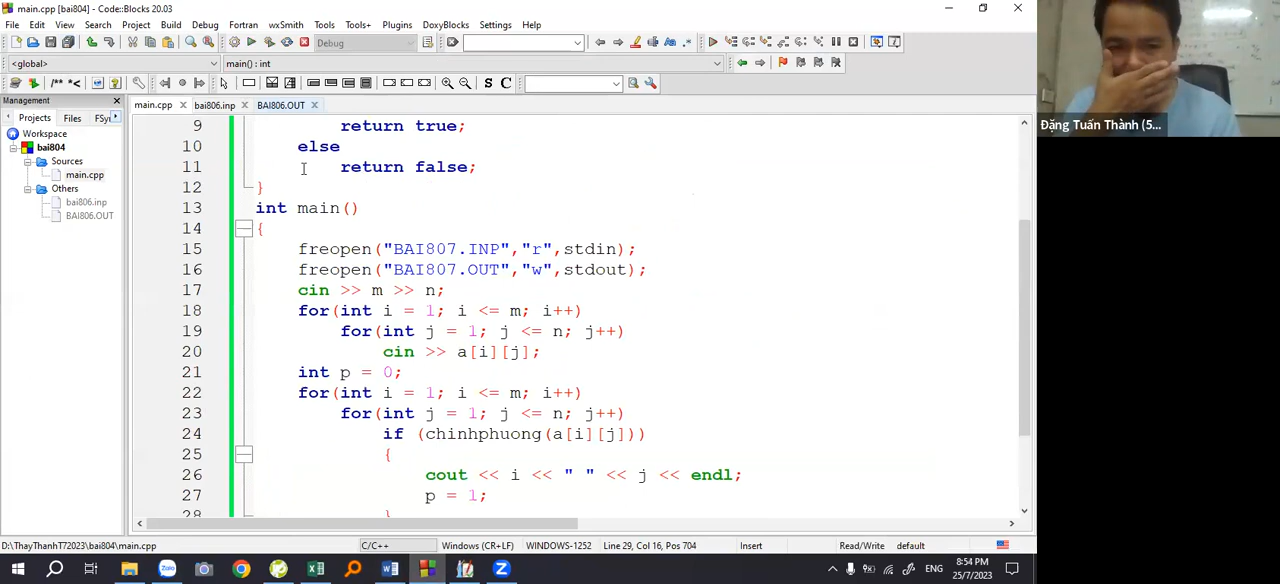 main.cpp [bai804] - Code::Blocks 20.03
File Edit View Search Project Build Debug Fortran wxSmith Tools Tools+ Plugins DoxyBlocks Settings Help
Debug
<global> main() : int
/** *< S C
Management
Projects Files FSy
Workspace
bai804
Sources
main.cpp
Others
bai806.inp
BAI806.OUT
main.cpp bai806.inp BAI806.OUT
9 return true;
10 else
11 return false;
12 }
13 int main()
14 {
15 freopen("BAI807.INP","r",stdin);
16 freopen("BAI807.OUT","w",stdout);
17 cin >> m >> n;
18 for(int i = 1; i <= m; i++)
19 for(int j = 1; j <= n; j++)
20 cin >> a[i][j];
21 int p = 0;
22 for(int i = 1; i <= m; i++)
23 for(int j = 1; j <= n; j++)
24 if (chinhphuong(a[i][j]))
25 {
26 cout << i << " " << j << endl;
27 p = 1;
28 }
D:\ThayThanhT72023\bai804\main.cpp C/C++ Windows (CR+LF) WINDOWS-1252 Line 29, Col 16, Pos 704 Insert Read/Write default
ENG 8:54 PM
25/7/2023
Đặng Tuấn Thành (5...